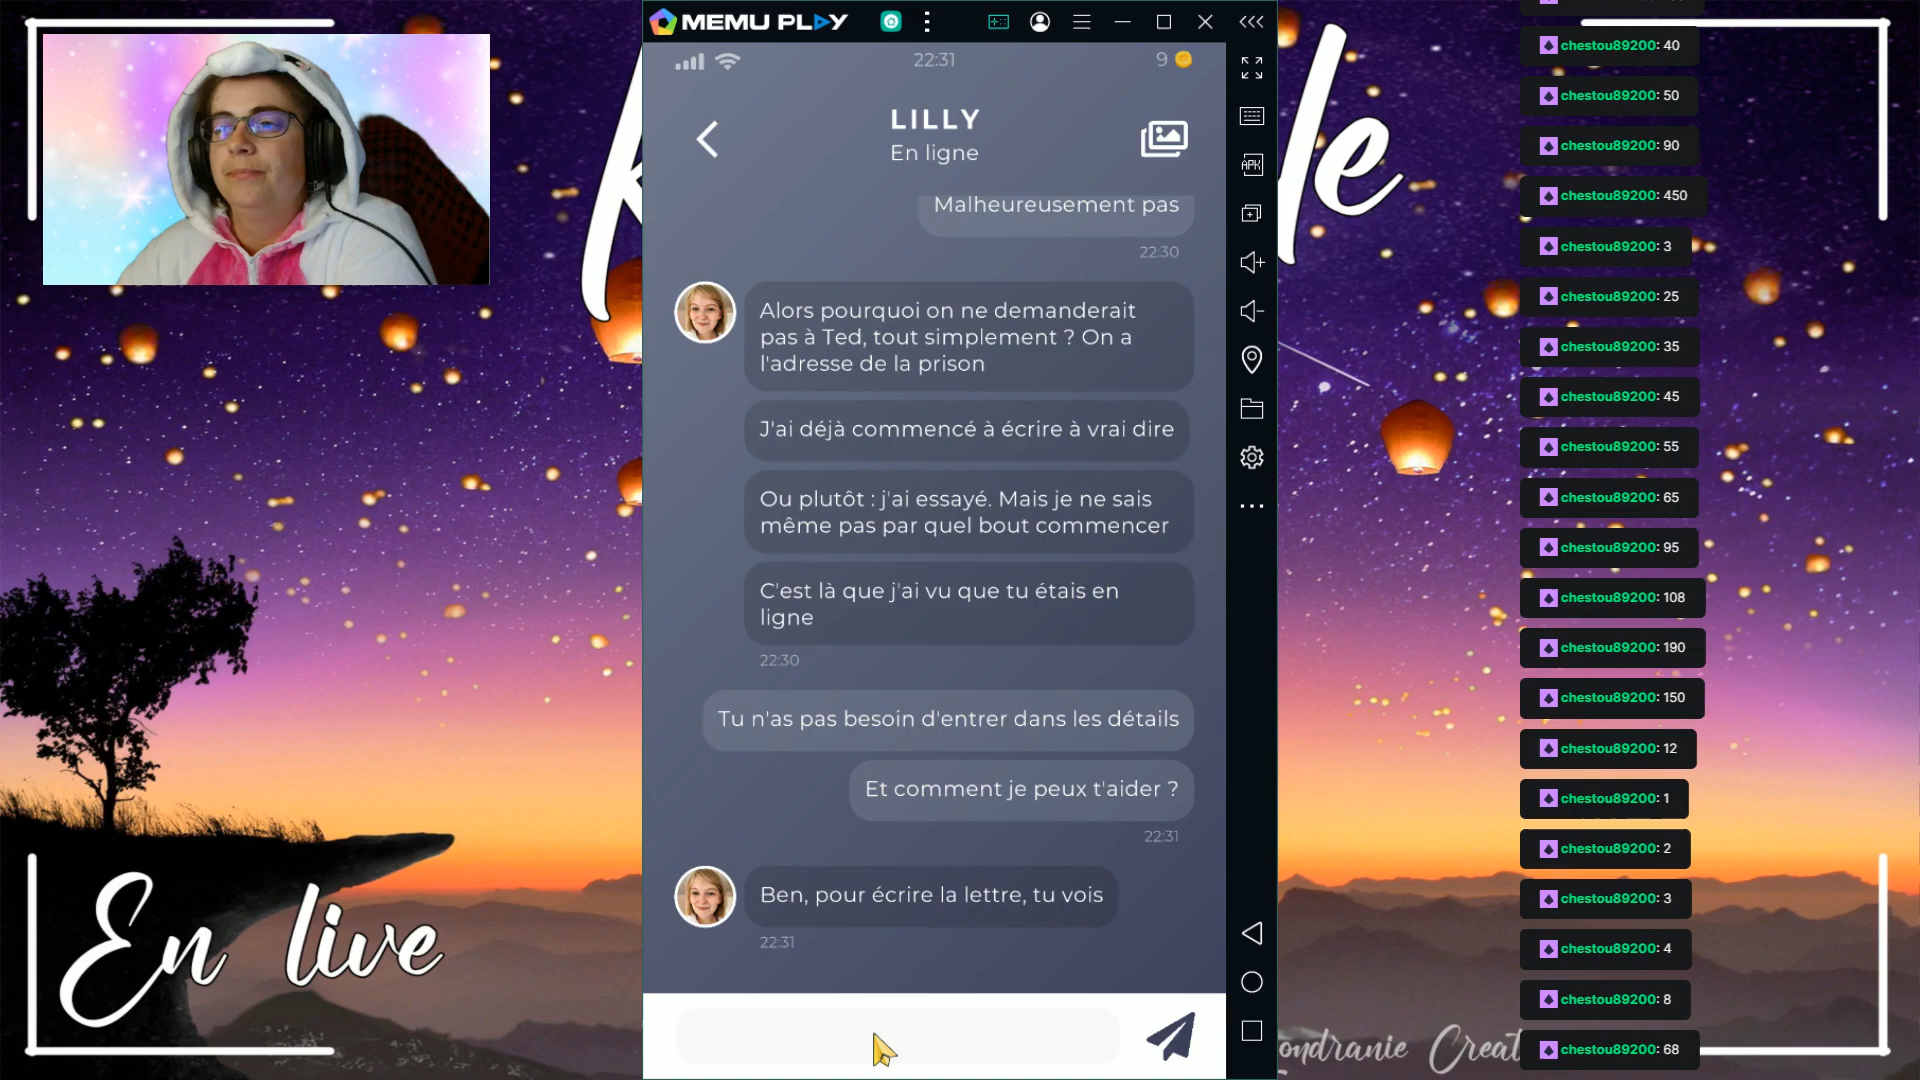 MEMU PLAY
22:31
9
LILLY
En ligne
Malheureusement pas
22:30
Alors pourquoi on ne demanderait
pas à Ted, tout simplement ? On a
l'adresse de la prison
J'ai déjà commencé à écrire à vrai dire
Ou plutôt : j'ai essayé. Mais je ne sais
même pas par quel bout commencer
C'est là que j'ai vu que tu étais en
ligne
22:30
Tu n'as pas besoin d'entrer dans les détails
Et comment je peux t'aider ?
22:31
Ben, pour écrire la lettre, tu vois
22:31
APK
En live
chestou89200: 40
chestou89200: 50
chestou89200: 90
chestou89200: 450
chestou89200: 3
chestou89200: 25
chestou89200: 35
chestou89200: 45
chestou89200: 55
chestou89200: 65
chestou89200: 95
chestou89200: 108
chestou89200: 190
chestou89200: 150
chestou89200: 12
chestou89200: 1
chestou89200: 2
chestou89200: 3
chestou89200: 4
chestou89200: 8
chestou89200: 68